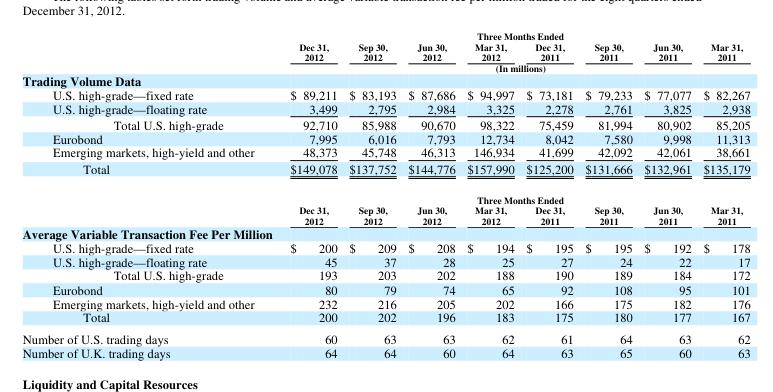 December 31, 2012.
Three Months Ended
Dec 31, 2012 Sep 30, 2012 Jun 30, 2012 Mar 31, 2012 Dec 31, 2011 Sep 30, 2011 Jun 30, 2011 Mar 31, 2011
(In millions)
Trading Volume Data
U.S. high-grade—fixed rate $ 89,211 $ 83,193 $ 87,686 $ 94,997 $ 73,181 $ 79,233 $ 77,077 $ 82,267
U.S. high-grade—floating rate 3,499 2,795 2,984 3,325 2,278 2,761 3,825 2,938
Total U.S. high-grade 92,710 85,988 90,670 98,322 75,459 81,994 80,902 85,205
Eurobond 7,995 6,016 7,793 12,734 8,042 7,580 9,998 11,313
Emerging markets, high-yield and other 48,373 45,748 46,313 146,934 41,699 42,092 42,061 38,661
Total $149,078 $137,752 $144,776 $157,990 $125,200 $131,666 $132,961 $135,179
Three Months Ended
Dec 31, 2012 Sep 30, 2012 Jun 30, 2012 Mar 31, 2012 Dec 31, 2011 Sep 30, 2011 Jun 30, 2011 Mar 31, 2011
Average Variable Transaction Fee Per Million
U.S. high-grade—fixed rate $ 200 $ 209 $ 208 $ 194 $ 195 $ 195 $ 192 $ 178
U.S. high-grade—floating rate 45 37 28 25 27 24 22 17
Total U.S. high-grade 193 203 202 188 190 189 184 172
Eurobond 80 79 74 65 92 108 95 101
Emerging markets, high-yield and other 232 216 205 202 166 175 182 176
Total 200 202 196 183 175 180 177 167
Number of U.S. trading days 60 63 63 62 61 64 63 62
Number of U.K. trading days 64 64 60 64 63 65 60 63
Liquidity and Capital Resources